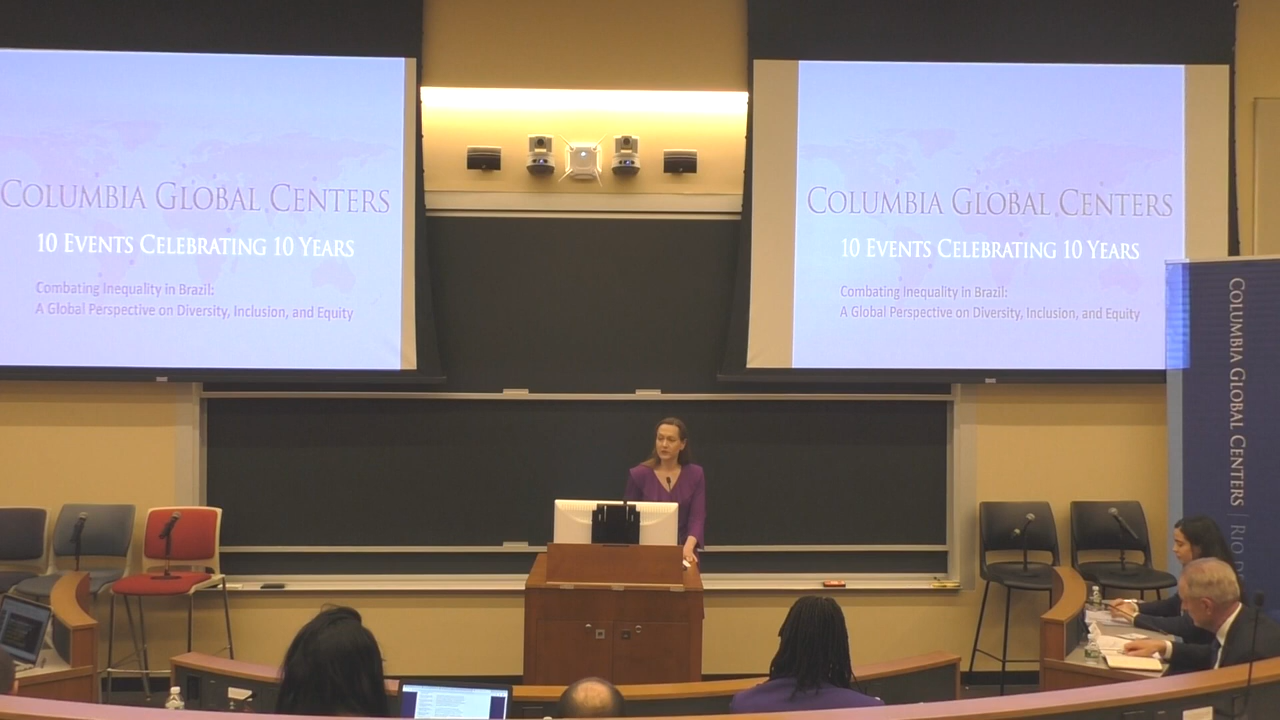 COLUMBIA GLOBAL CENTERS
10 EVENTS CELEBRATING 10 YEARS
Combating Inequality in Brazil:
A Global Perspective on Diversity, Inclusion, and Equity
COLUMBIA GLOBAL CENTERS
10 EVENTS CELEBRATING 10 YEARS
Combating Inequality in Brazil:
A Global Perspective on Diversity, Inclusion, and Equity
COLUMBIA GLOBAL CENTERS | RIO D